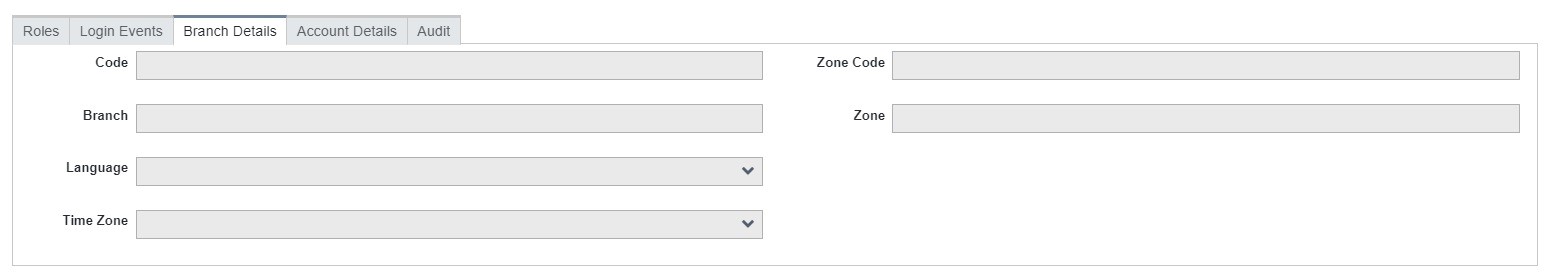 Roles Login Events Branch Details Account Details Audit
Code Zone Code
Branch Zone
Language
Time Zone